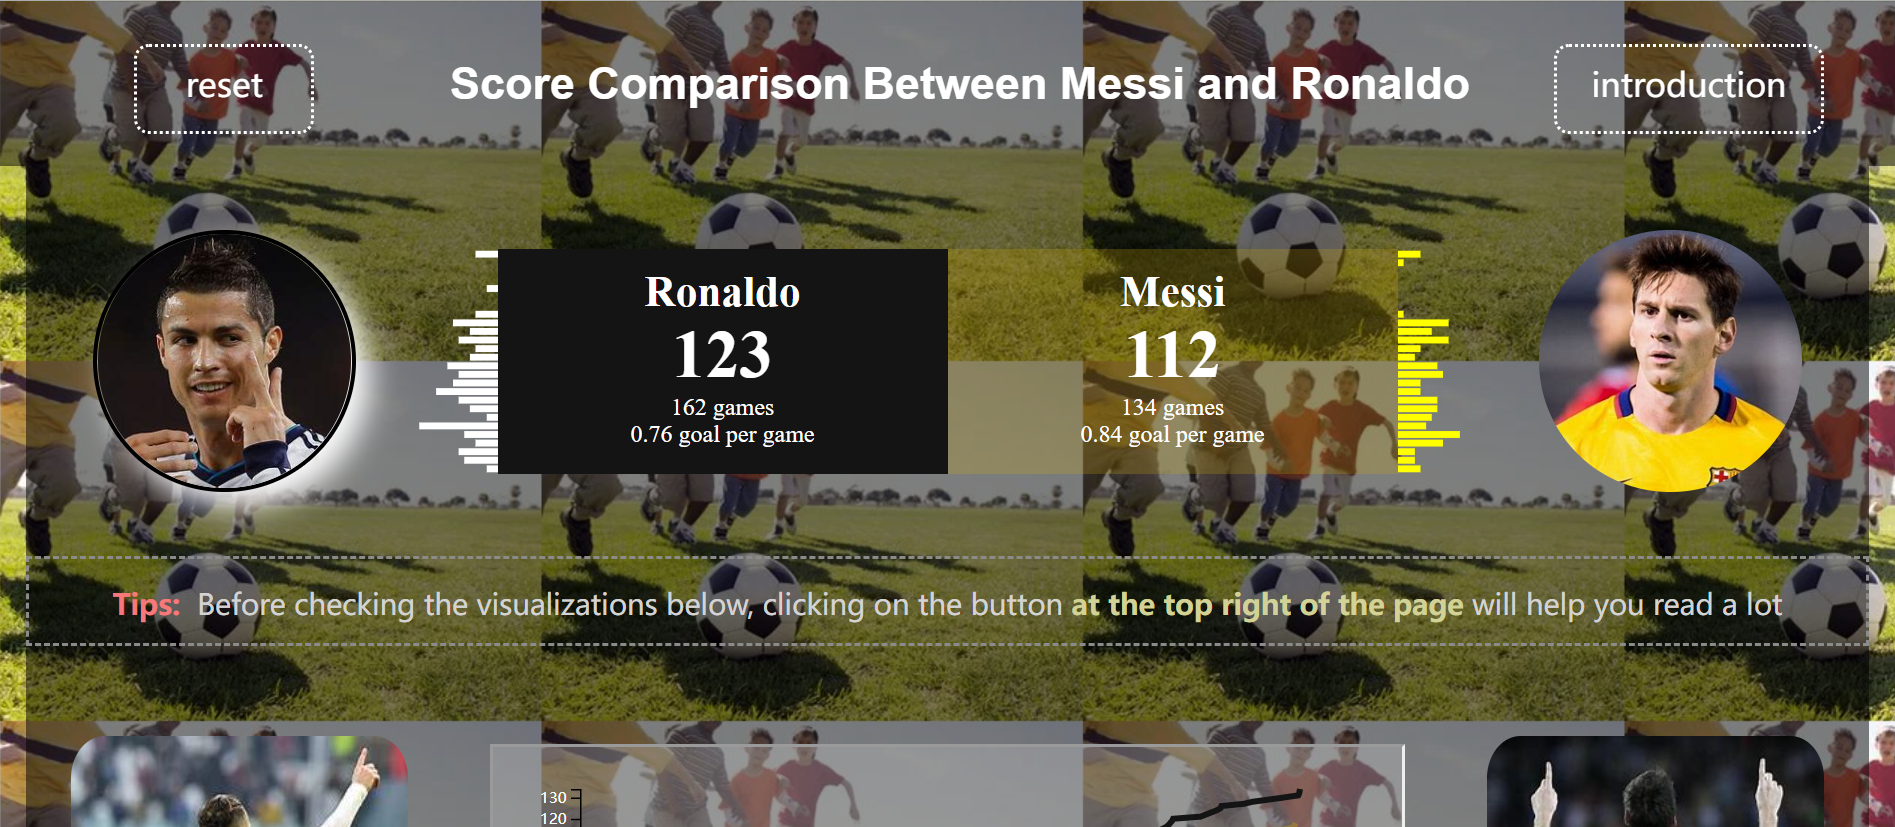 reset
Score Comparison Between Messi and Ronaldo
introduction
Ronaldo
123
162 games
0.76 goal per game
Messi
112
134 games
0.84 goal per game
Tips: Before checking the visualizations below, clicking on the button at the top right of the page will help you read a lot
130
120